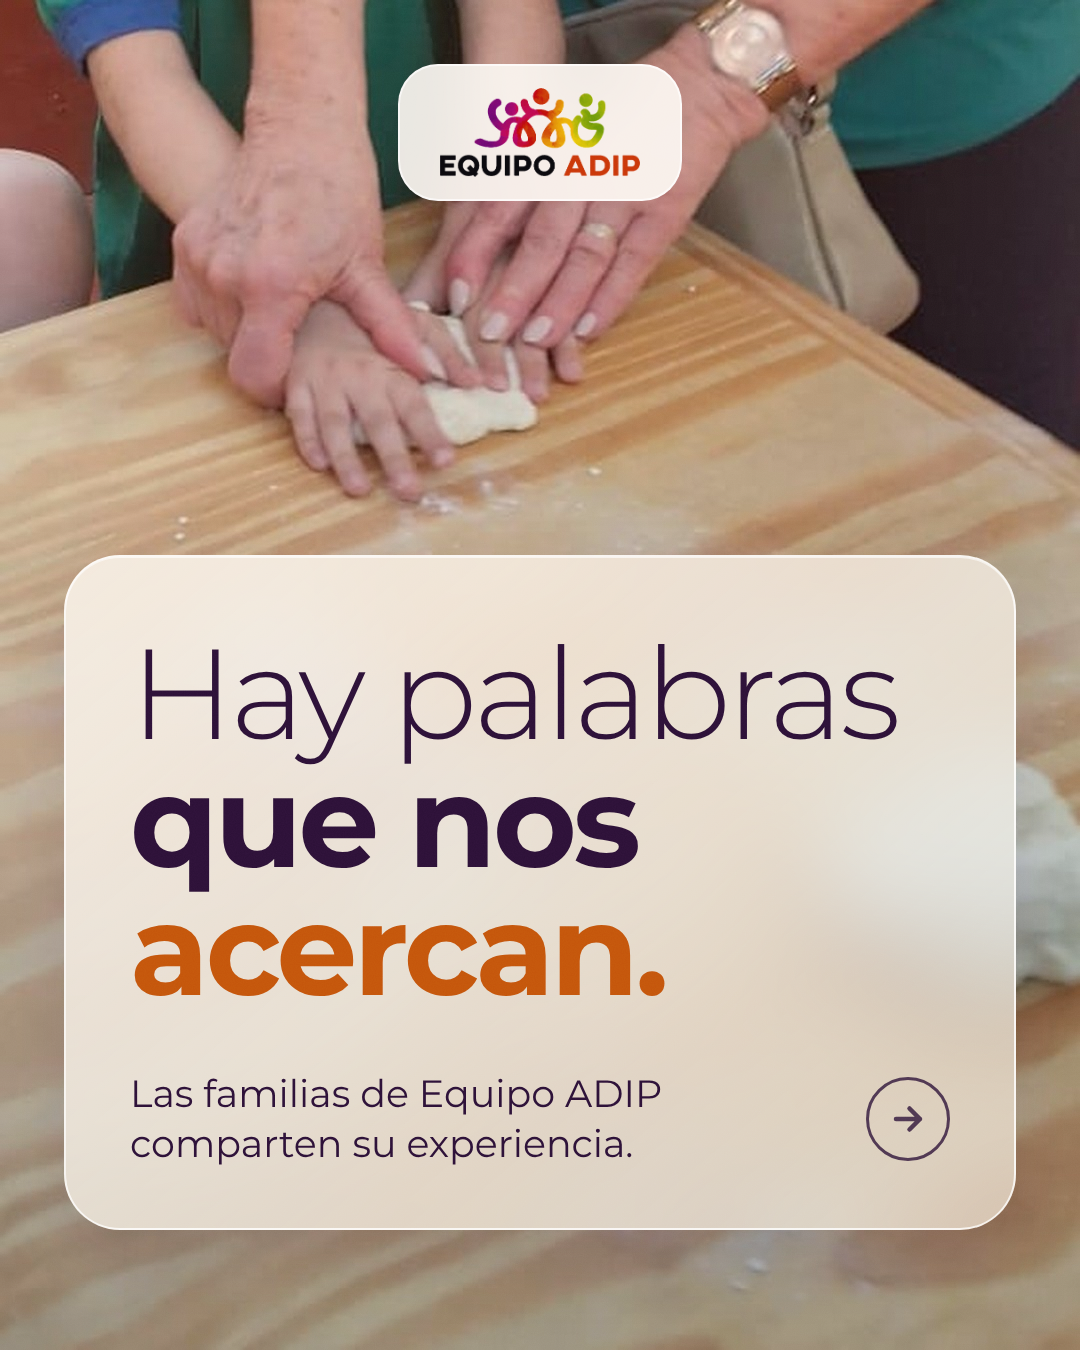 EQUIPO ADIP
Hay palabras
que nos
acercan.
Las familias de Equipo ADIP
comparten su experiencia.